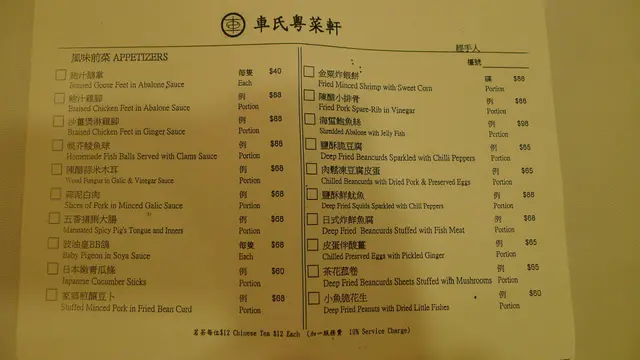 車氏粵菜軒
經手人
風味前菜 APPETIZERS
檯號
鮑汁鵝掌 每隻 $40
Braised Goose Feet in Abalone Sauce Each
鮑汁雞腳 例 $68
Braised Chicken Feet in Abalone Sauce Portion
沙薑煲淋雞腳 例 $68
Braised Chicken Feet in Ginger Sauce Portion
鯪魚球 例 $68
Homemade Fish Balls Served with Clams Sauce Portion
陳醋蒜米木耳 例 $68
Wood Fungus in Galic & Vinegar Sauce Portion
蒜泥白肉 例 $68
Slices of Pork in Minced Galic Sauce Portion
五香豬脷大腸 例 $68
Marinated Spicy Pig's Tongue and Inners Portion
豉油皇BB鴿 每隻 $68
Baby Pigeon in Soya Sauce Each
日本嫩青瓜條 例 $60
Japanese Cucumber Sticks Portion
家鄉煎釀豆卜 例 $68
Stuffed Minced Pork in Fried Bean Curd Portion
金粟炸蝦餅 $88
Fried Minced Shrimp with Sweet Corn Portion
陳醋小排骨 例 $88
Fried Pork Spare-Rib in Vinegar Portion
海蜇鮑魚絲 例 $98
Shredded Abalone with Jelly Fish Portion
鹽酥脆豆腐 例 $65
Deep Fried Beancurds Sparkled with Chilli Peppers Portion
肉鬆凍豆腐皮蛋 例 $65
Chilled Beancurds with Dried Pork & Preserved Eggs Portion
鹽酥鮮魷魚 例 $88
Deep Fried Squids Sparkled with Chili Peppers Portion
日式炸鮮魚腐 例 $88
Deep Fried Beancurds Stuffed with Fish Meat Portion
皮蛋伴酸薑 例 $65
Chilled Preserved Eggs with Pickled Ginger Portion
茶花菰卷 例 $65
Deep Fried Beancurds Sheets Stuffed with Mushrooms Portion
小魚脆花生 例 $60
Deep Fried Peanuts with Dried Little Fishes Portion
茗茶每位$12 Chinese Tea $12 Each (加一服務費 10% Service Charge)